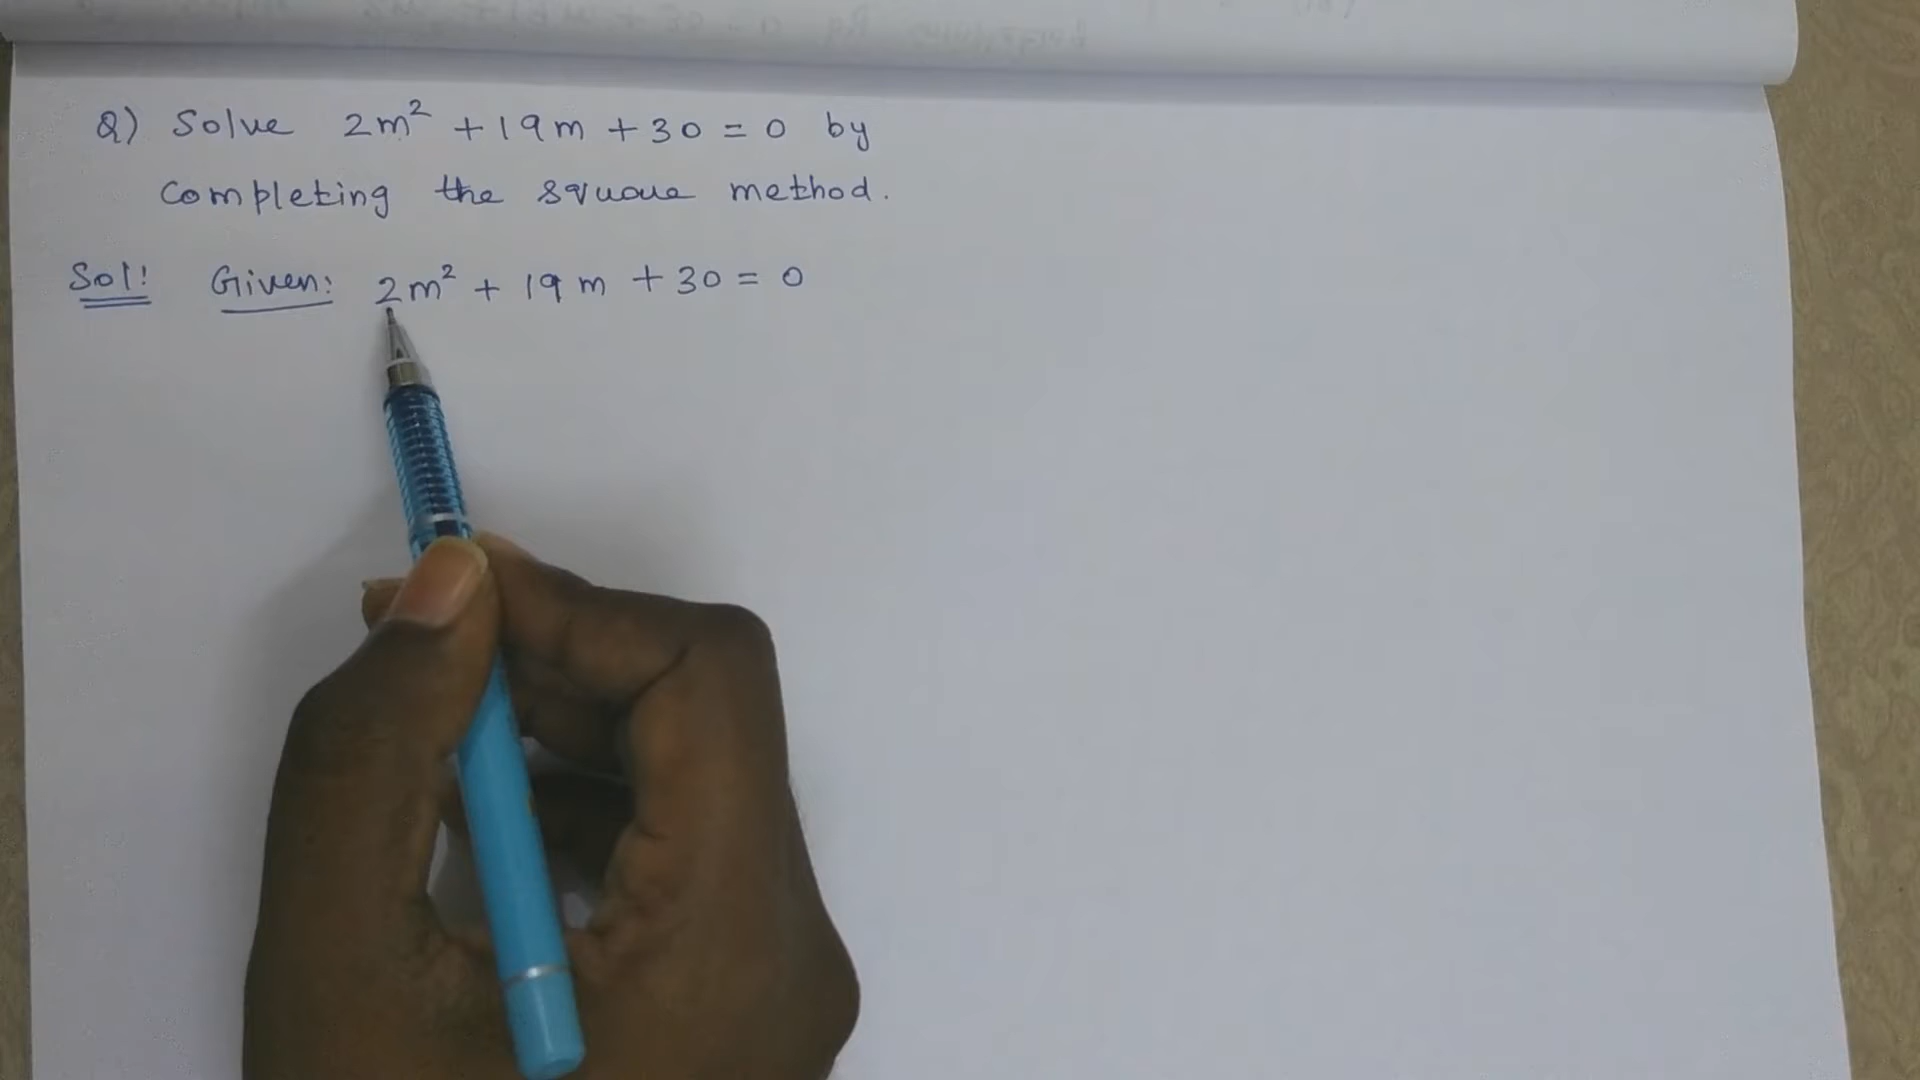 Q) Solve 2m² + 19m + 30 = 0 by
completing the square method.
Sol: Given: 2m² + 19m + 30 = 0